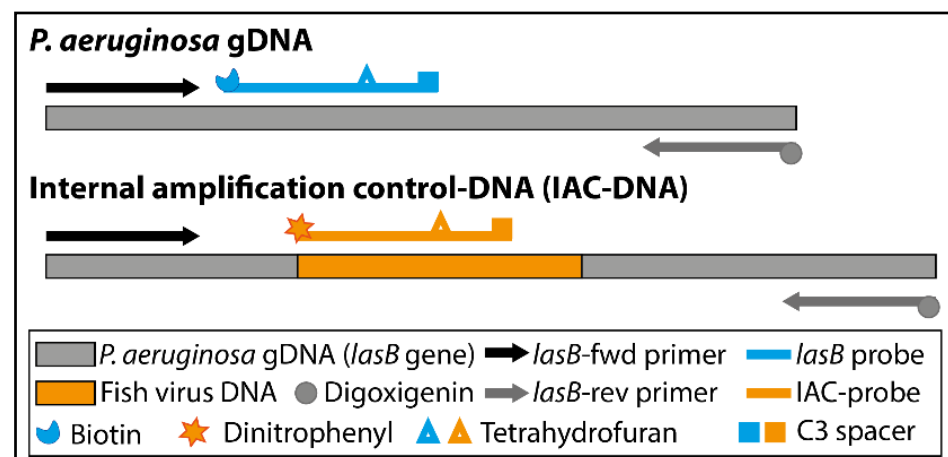 P. aeruginosa gDNA
Internal amplification control-DNA (IAC-DNA)
P. aeruginosa gDNA (lasB gene) lasB-fwd primer lasB probe
Fish virus DNA Digoxigenin lasB-rev primer IAC-probe
Biotin Dinitrophenyl Tetrahydrofuran C3 spacer